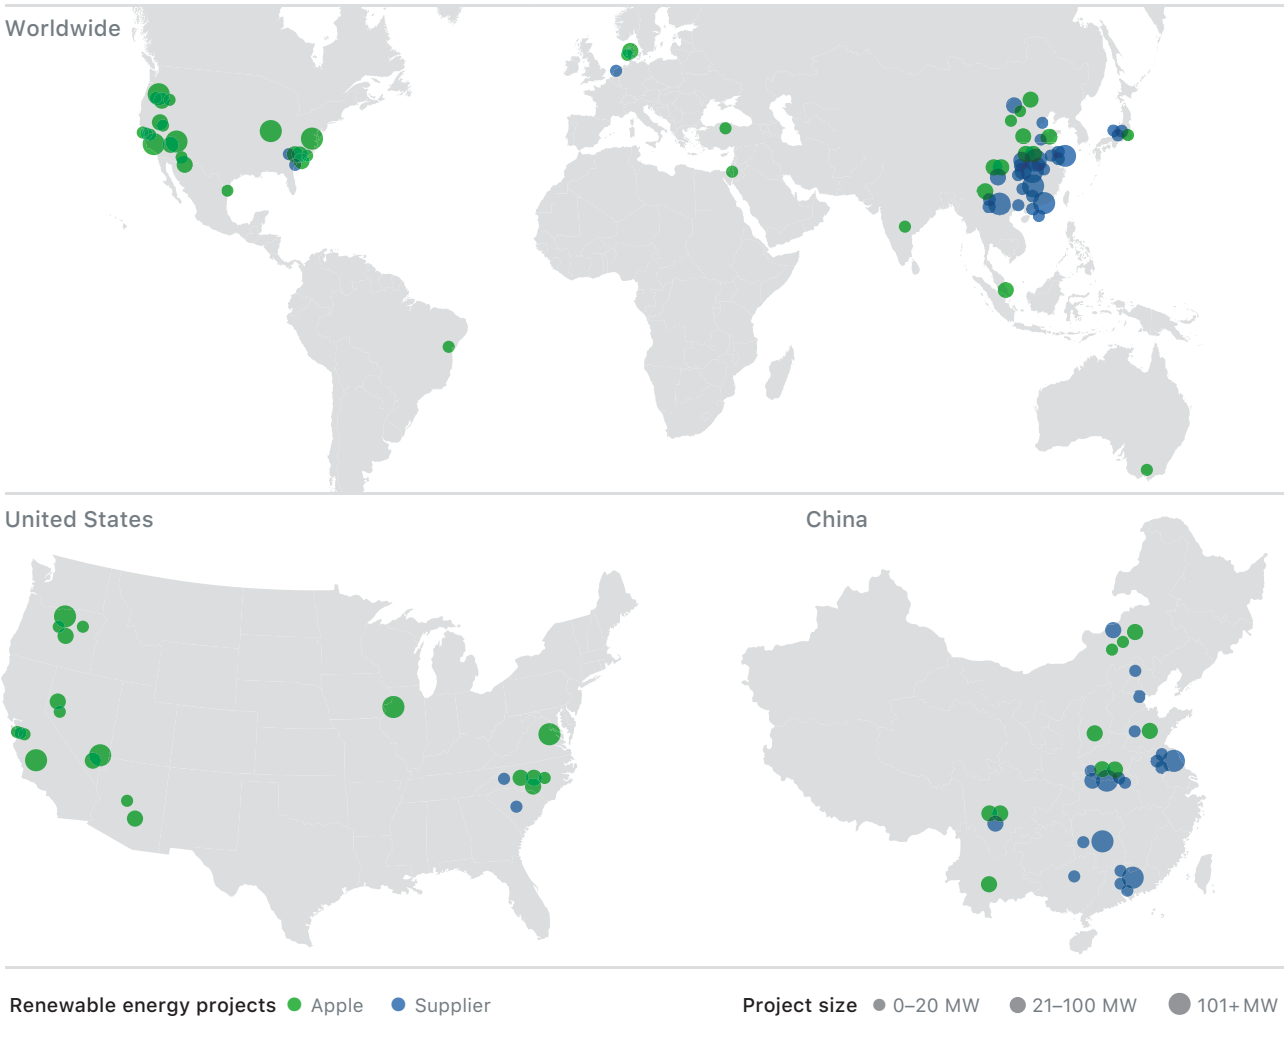 Worldwide
United States
China
Renewable energy projects Apple Supplier
Project size 0–20 MW 21–100 MW 101+ MW